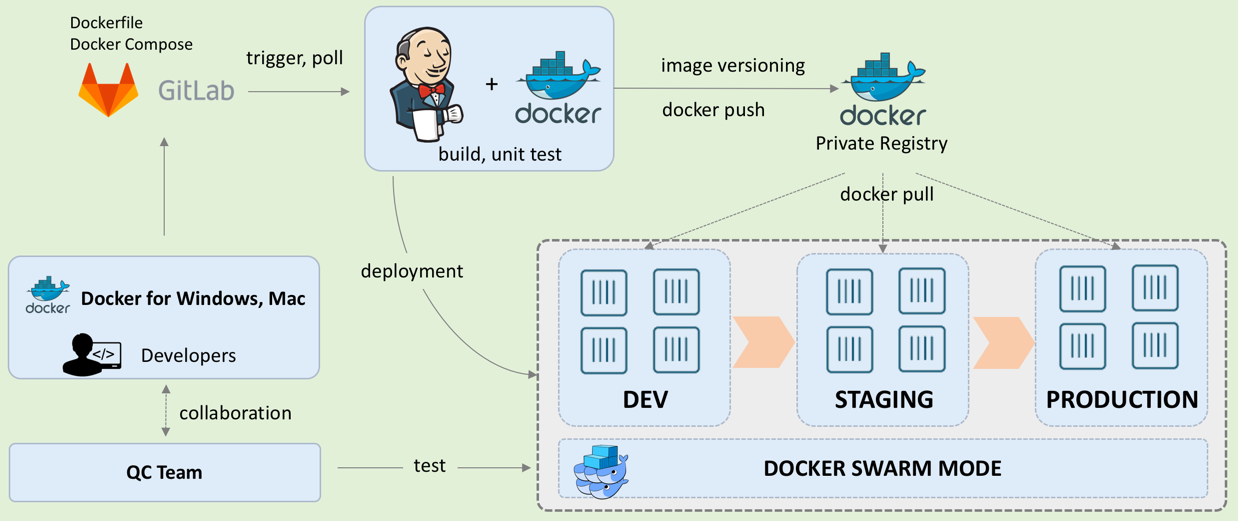 Dockerfile
Docker Compose
GitLab
trigger, poll
+
docker
build, unit test
image versioning
docker push
docker
Private Registry
docker pull
deployment
docker
Docker for Windows, Mac
</>
Developers
collaboration
QC Team
test
DEV
STAGING
PRODUCTION
DOCKER SWARM MODE